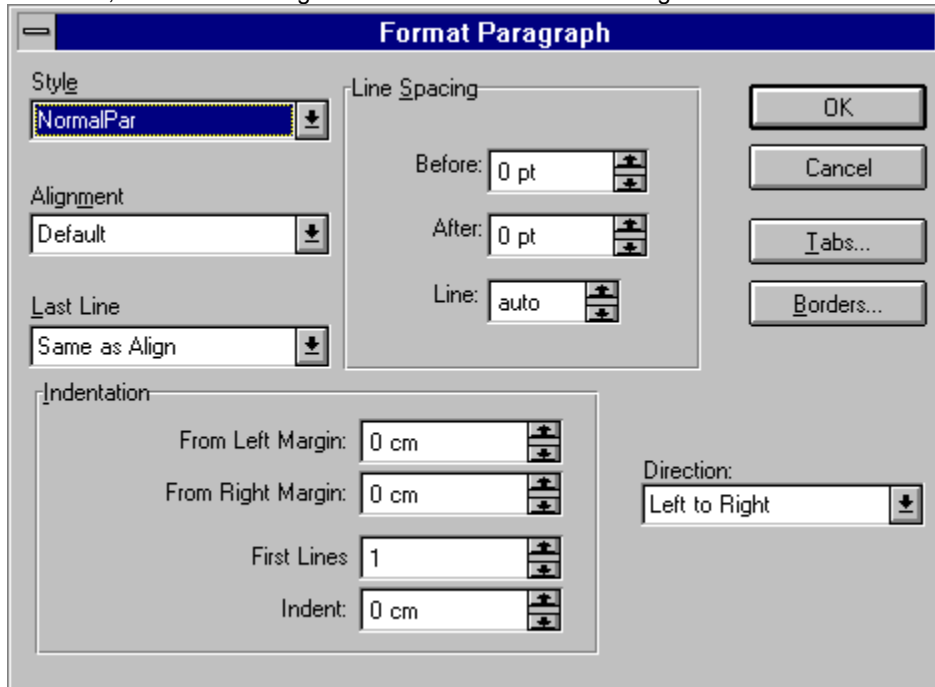 Format Paragraph
Style
NormalPar
Alignment
Default
Last Line
Same as Align
Line Spacing
Before: 0 pt
After: 0 pt
Line: auto
OK
Cancel
Tabs...
Borders...
Indentation
From Left Margin: 0 cm
From Right Margin: 0 cm
First Lines 1
Indent: 0 cm
Direction:
Left to Right